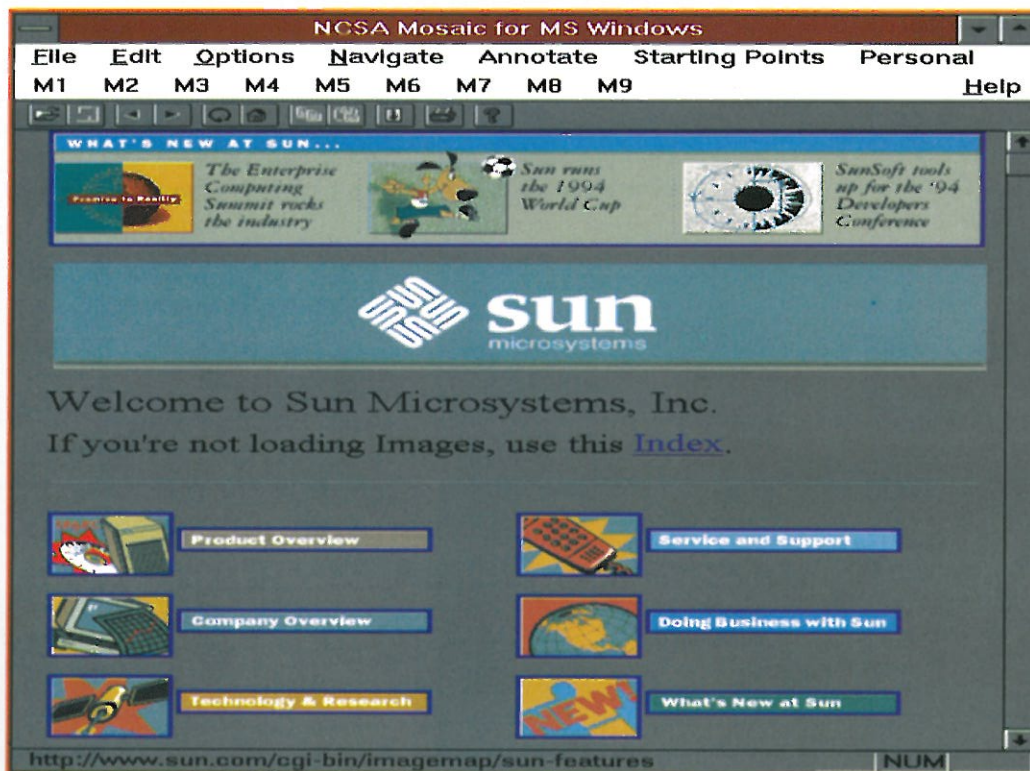 NCSA Mosaic for MS Windows
File Edit Options Navigate Annotate Starting Points Personal
M1 M2 M3 M4 M5 M6 M7 M8 M9 Help
WHAT'S NEW AT SUN...
Promise to Reality
The Enterprise
Computing
Summit rocks
the industry
Sun runs
the 1994
World Cup
SunSoft tools
up for the '94
Developers
Conference
sun
microsystems
Welcome to Sun Microsystems, Inc.
If you're not loading Images, use this Index.
Product Overview
Service and Support
Company Overview
Doing Business with Sun
Technology & Research
NEW!
What's New at Sun
http://www.sun.com/cgi-bin/imagemap/sun-features NUM